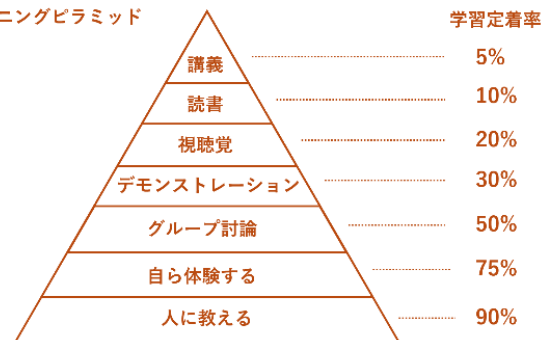 ニングピラミッド
学習定着率
講義 5%
読書 10%
視聴覚 20%
デモンストレーション 30%
グループ討論 50%
自ら体験する 75%
人に教える 90%